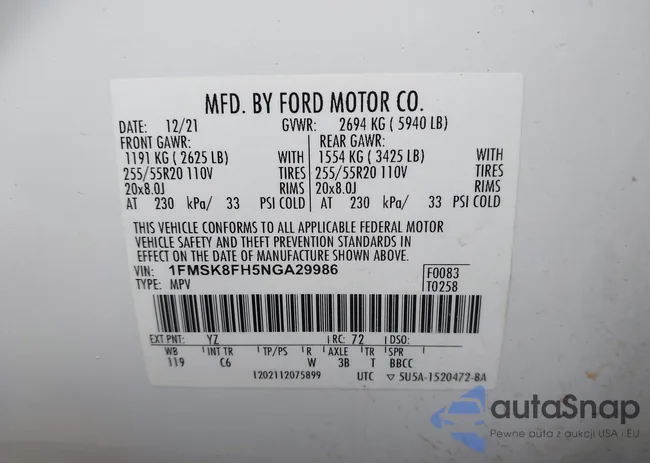 MFD. BY FORD MOTOR CO.
DATE: 12/21 GVWR: 2694 KG ( 5940 LB)
FRONT GAWR: REAR GAWR:
1191 KG ( 2625 LB) WITH 1554 KG ( 3425 LB) WITH
255/55R20 110V TIRES 255/55R20 110V TIRES
20x8.0J RIMS 20x8.0J RIMS
AT 230 kPa/ 33 PSI COLD AT 230 kPa/ 33 PSI COLD
THIS VEHICLE CONFORMS TO ALL APPLICABLE FEDERAL MOTOR
VEHICLE SAFETY AND THEFT PREVENTION STANDARDS IN
EFFECT ON THE DATE OF MANUFACTURE SHOWN ABOVE.
VIN: 1FMSK8FH5NGA29986 F0083
TYPE: MPV T0258
EXT PNT: YZ RC: 72 DSO:
WB INT TR TP/PS R AXLE TR SPR
119 C6 W 3B T BBCC
1202112075899 UTC ▽ 5U5A-1520472-BA
autoSnap
Pewne auta z aukcji USA i EU